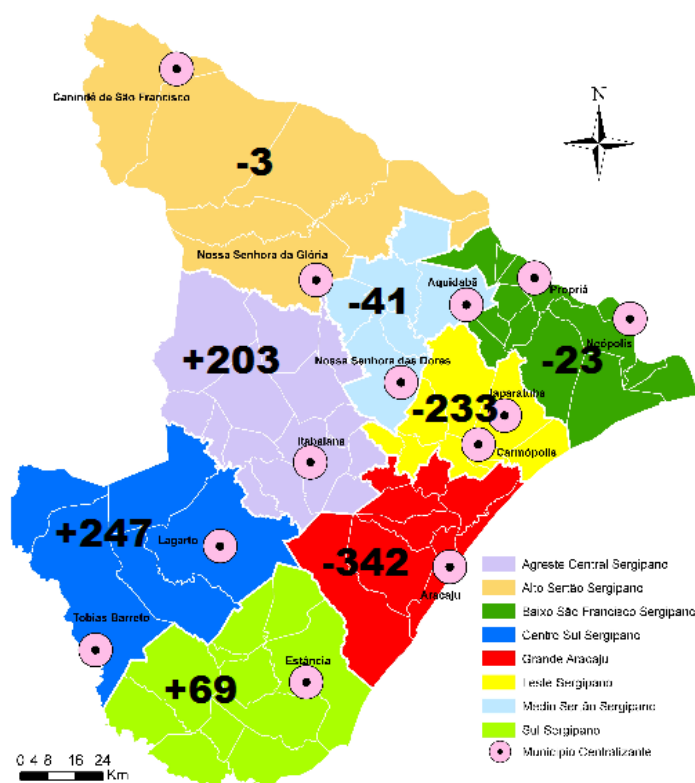 Canindé de São Francisco
N
-3
Nossa Senhora da Glória
-41
Aquidabã
Propriá
Neópolis
+203
-23
Nossa Senhora das Dores
Japaratuba
-233
Itabaiana
Carmópolis
+247
Lagarto
-342
Aracaju
Tobias Barreto
Estância
+69
Agreste Central Sergipano
Alto Sertão Sergipano
Baixo São Francisco Sergipano
Centro Sul Sergipano
Grande Aracaju
Leste Sergipano
Medio Sertão Sergipano
Sul Sergipano
Municipio Centralizante
0 4 8 16 24
Km